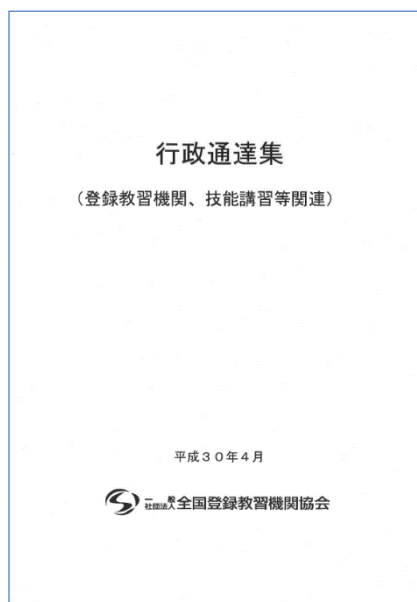 行政通達集
（登録教習機関、技能講習等関連）
平成３０年４月
一般社団法人全国登録教習機関協会